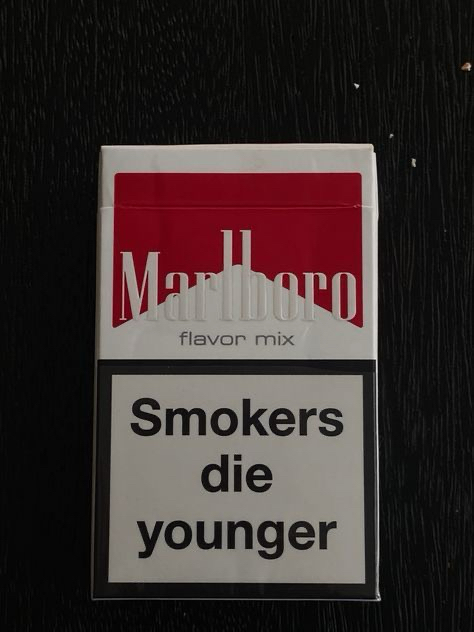 Marlboro
flavor mix
Smokers
die
younger